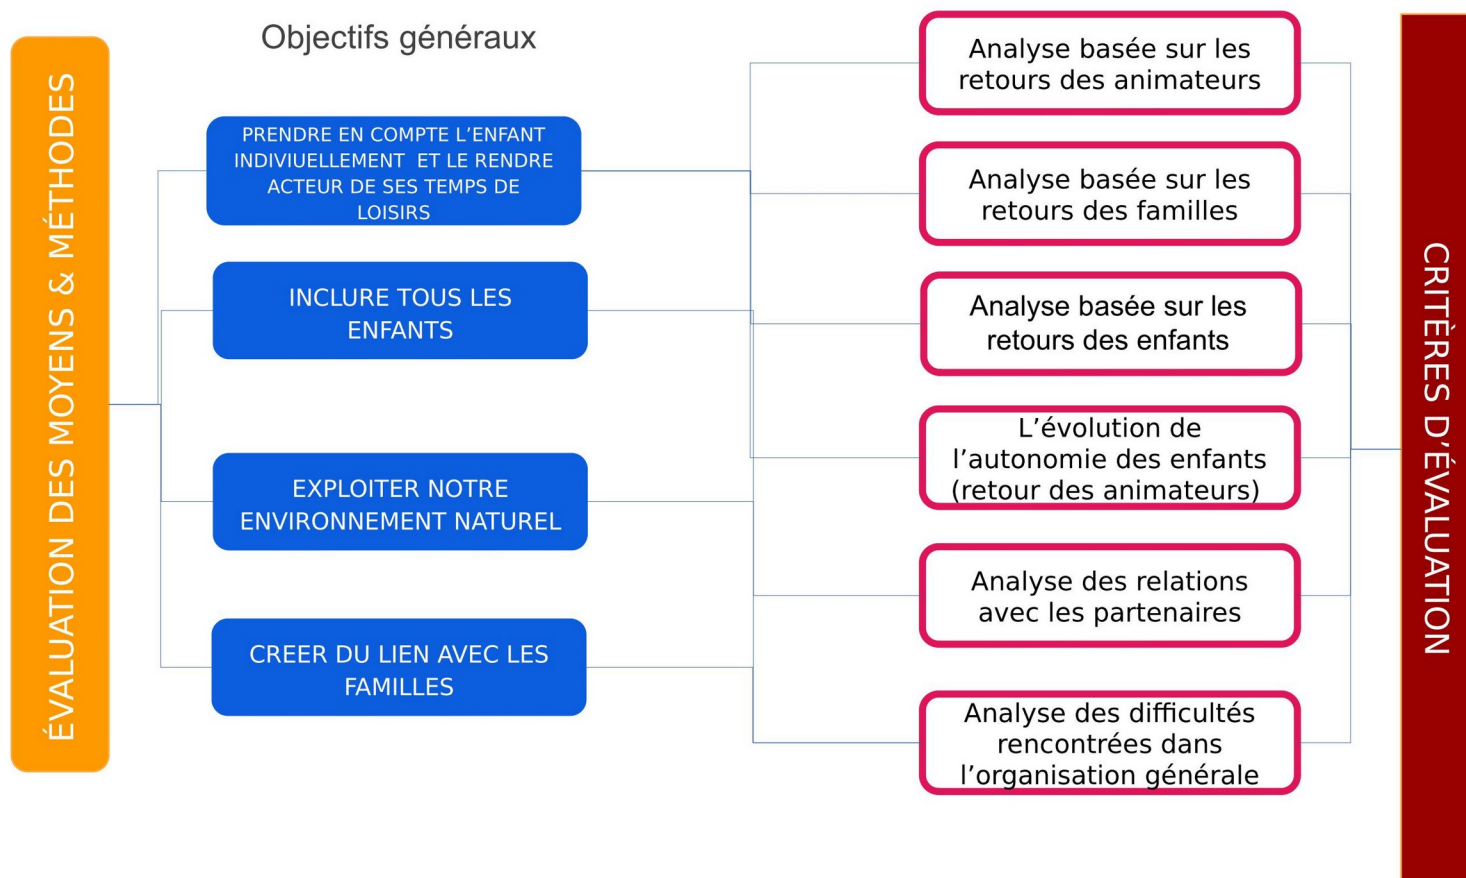 ÉVALUATION DES MOYENS & MÉTHODES
Objectifs généraux
PRENDRE EN COMPTE L’ENFANT
INDIVIUELLEMENT ET LE RENDRE
ACTEUR DE SES TEMPS DE
LOISIRS
INCLURE TOUS LES
ENFANTS
EXPLOITER NOTRE
ENVIRONNEMENT NATUREL
CREER DU LIEN AVEC LES
FAMILLES
Analyse basée sur les
retours des animateurs
Analyse basée sur les
retours des familles
Analyse basée sur les
retours des enfants
L’évolution de
l’autonomie des enfants
(retour des animateurs)
Analyse des relations
avec les partenaires
Analyse des difficultés
rencontrées dans
l’organisation générale
CRITÈRES D’ÉVALUATION